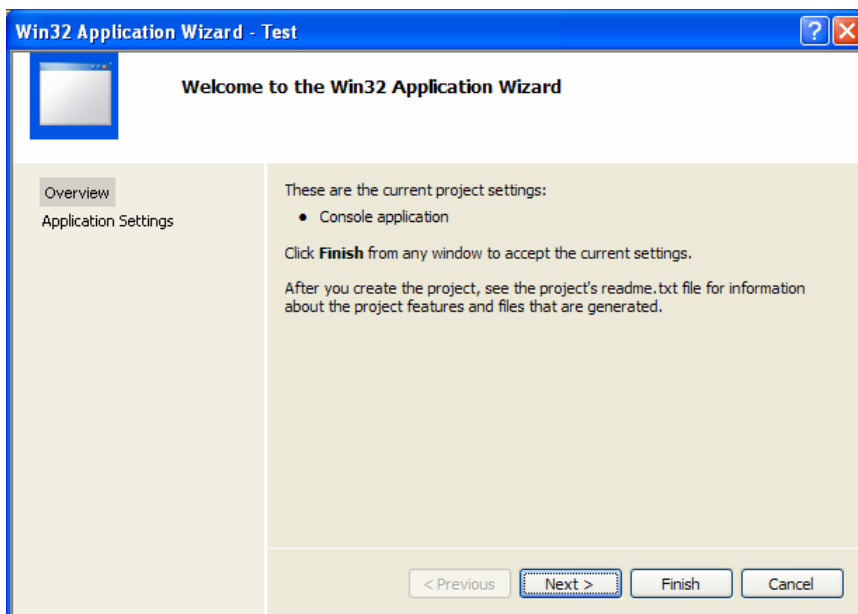 Win32 Application Wizard - Test
Welcome to the Win32 Application Wizard
Overview
Application Settings
These are the current project settings:
• Console application
Click Finish from any window to accept the current settings.
After you create the project, see the project's readme.txt file for information
about the project features and files that are generated.
< Previous
Next >
Finish
Cancel